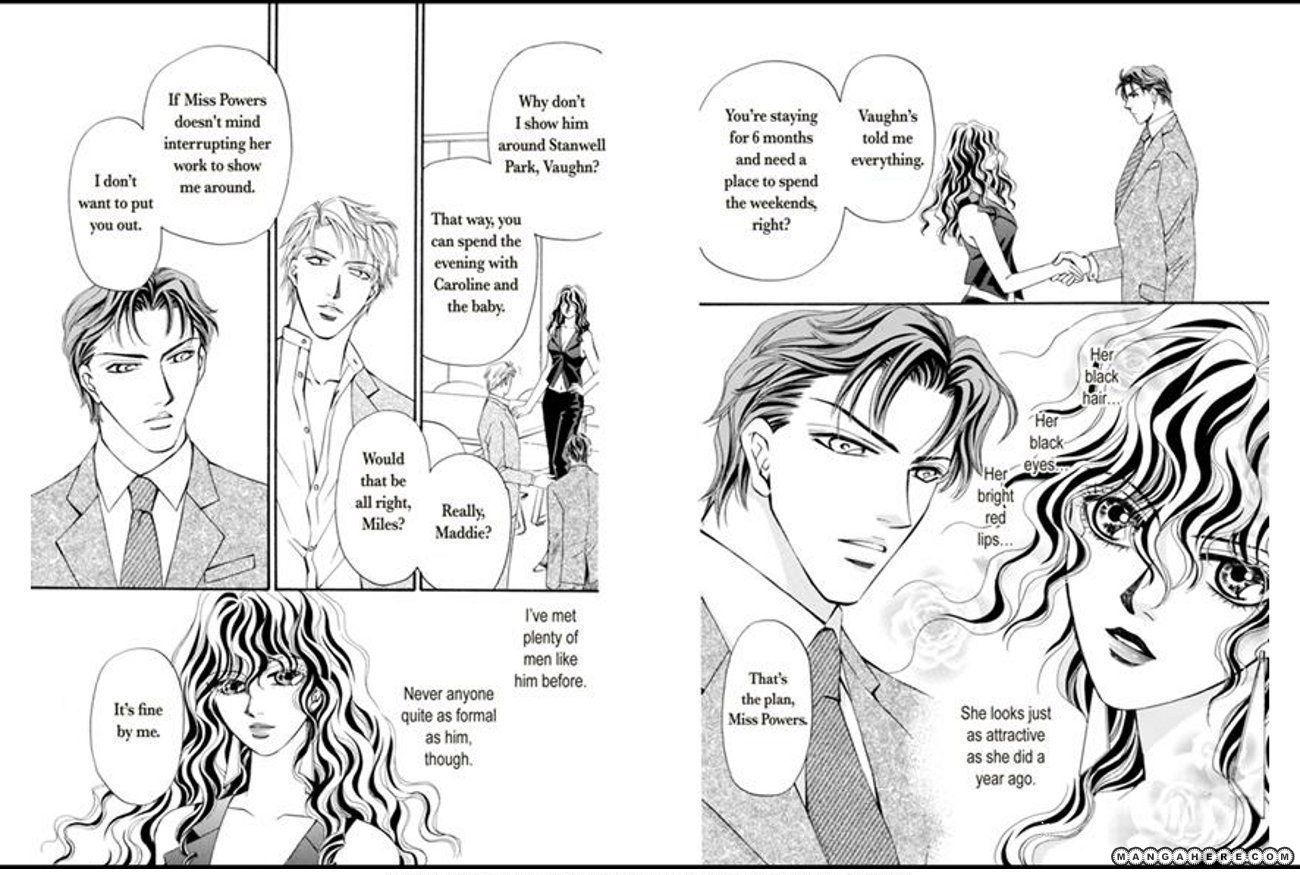 Vaughn's
told me
everything.
You're staying
for 6 months
and need a
place to spend
the weekends,
right?
Her
black
hair...
Her
black
eyes...
Her
bright
red
lips...
That's
the plan,
Miss Powers.
She looks just
as attractive
as she did a
year ago.
Why don't
I show him
around Stanwell
Park, Vaughn?
That way, you
can spend the
evening with
Caroline and
the baby.
Really,
Maddie?
Would
that be
all right,
Miles?
If Miss Powers
doesn't mind
interrupting her
work to show
me around.
I don't
want to put
you out.
I've met
plenty of
men like
him before.
Never anyone
quite as formal
as him,
though.
It's fine
by me.
MANGAHERE.COM